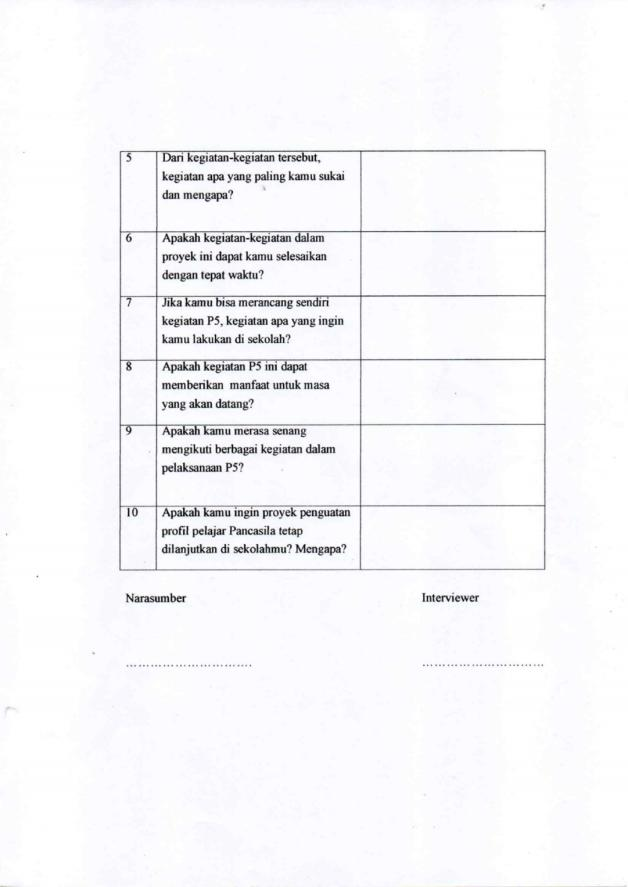 5 Dari kegiatan-kegiatan tersebut,
kegiatan apa yang paling kamu sukai
dan mengapa?
6 Apakah kegiatan-kegiatan dalam
proyek ini dapat kamu selesaikan
dengan tepat waktu?
7 Jika kamu bisa merancang sendiri
kegiatan P5, kegiatan apa yang ingin
kamu lakukan di sekolah?
8 Apakah kegiatan P5 ini dapat
memberikan manfaat untuk masa
yang akan datang?
9 Apakah kamu merasa senang
mengikuti berbagai kegiatan dalam
pelaksanaan P5?
10 Apakah kamu ingin proyek penguatan
profil pelajar Pancasila tetap
dilanjutkan di sekolahmu? Mengapa?
Narasumber Interviewer
................................ ...............................